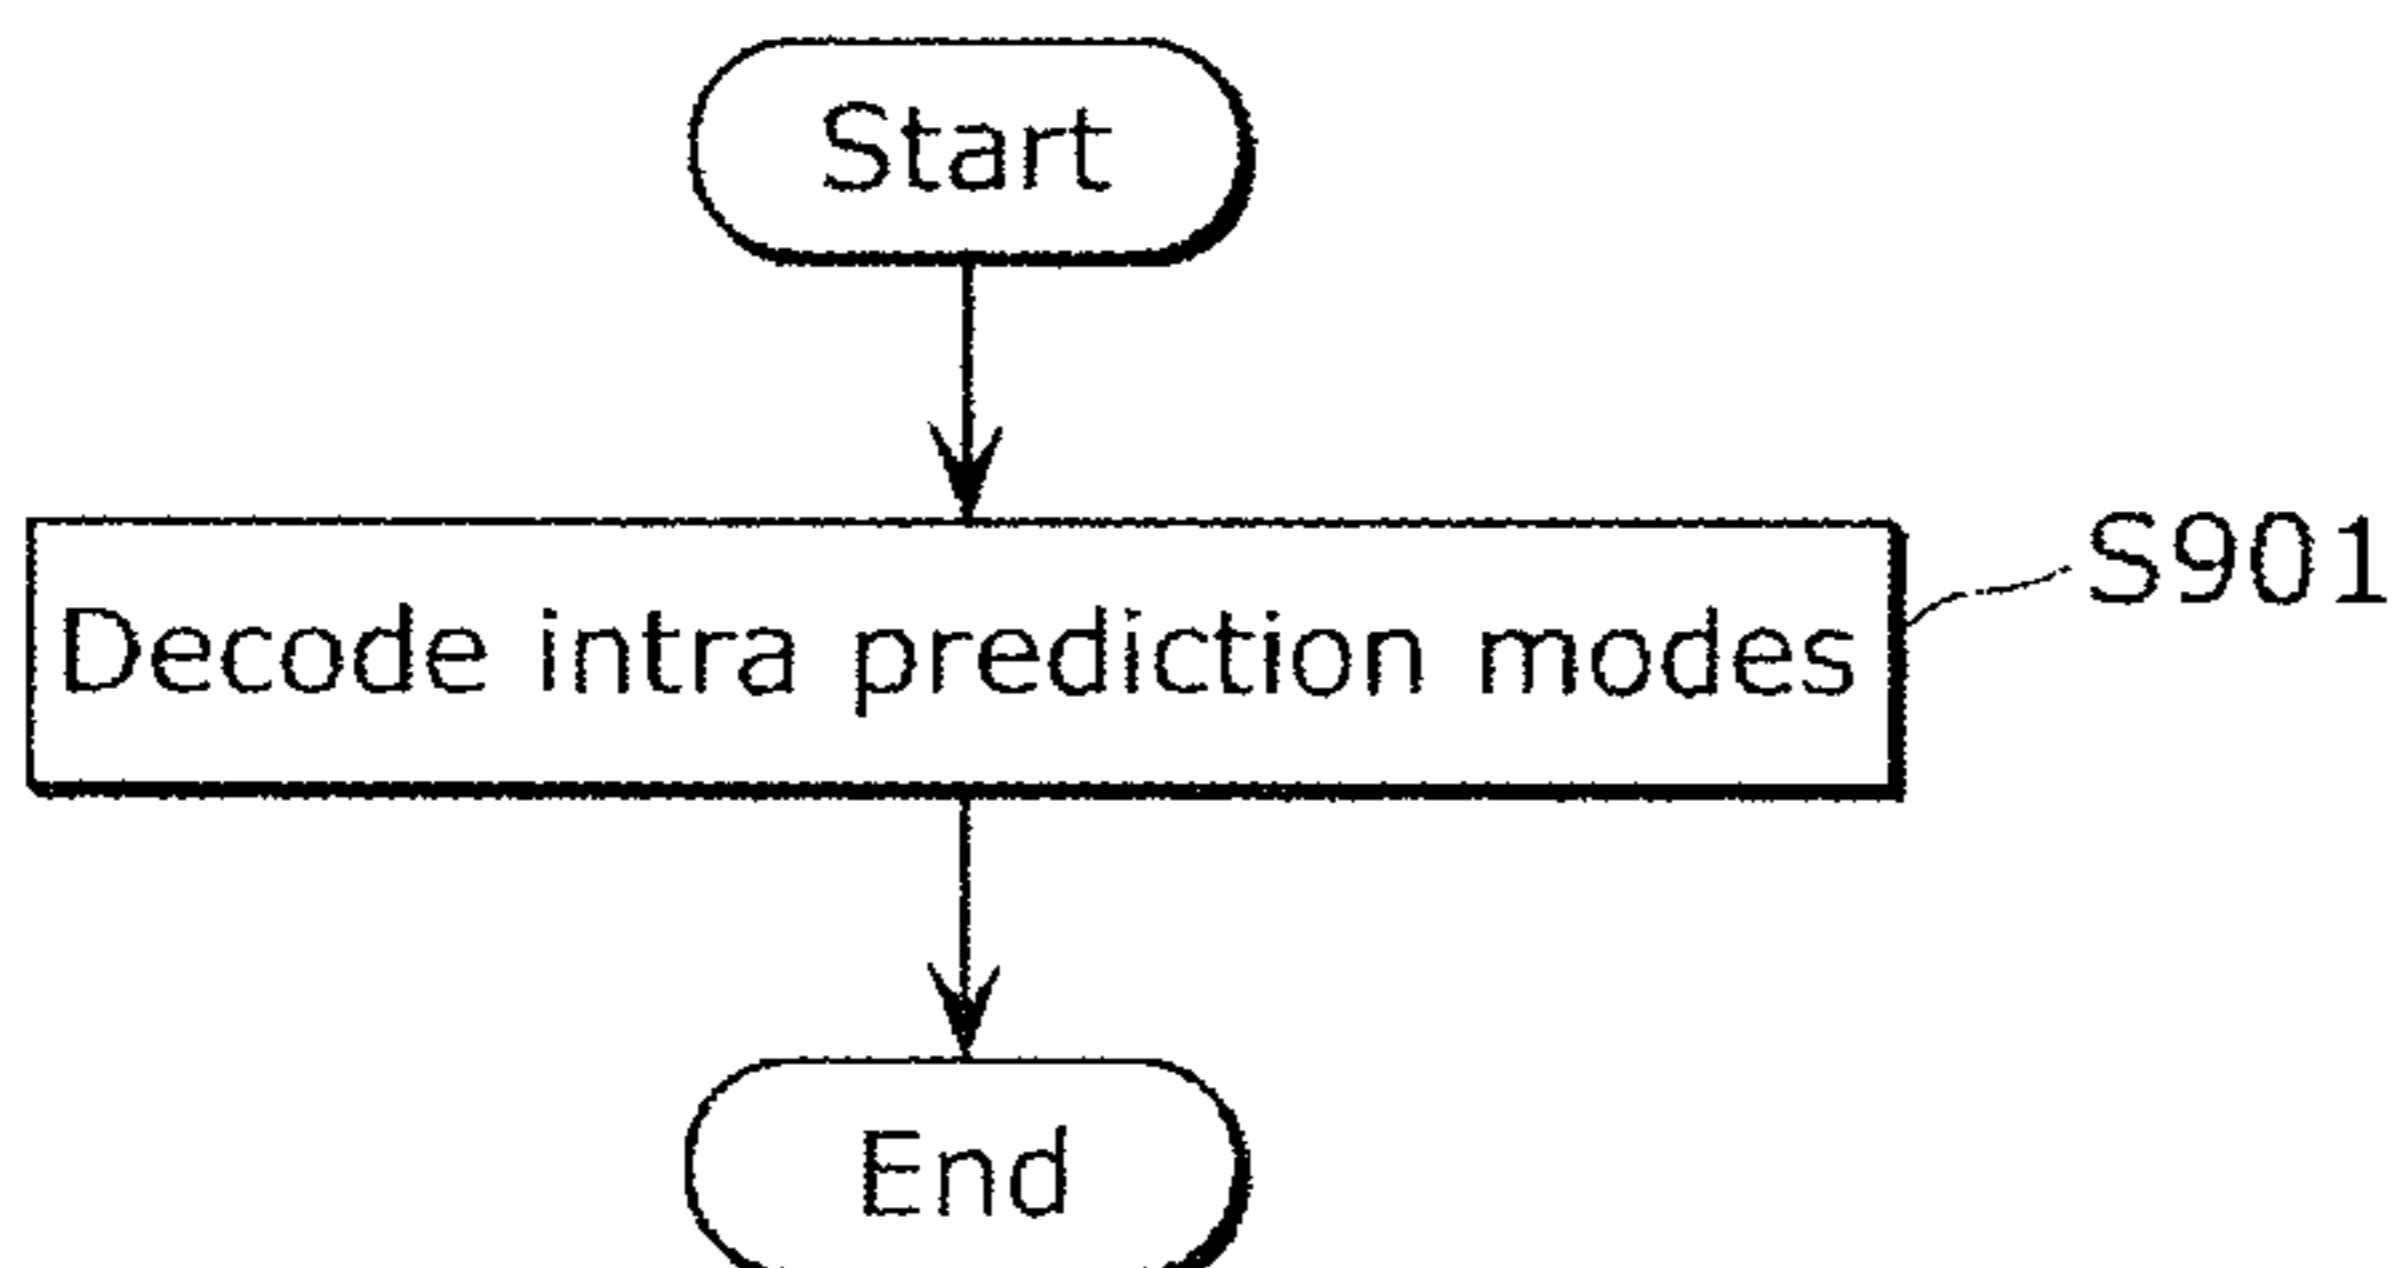 Start
S901
Decode intra prediction modes
End